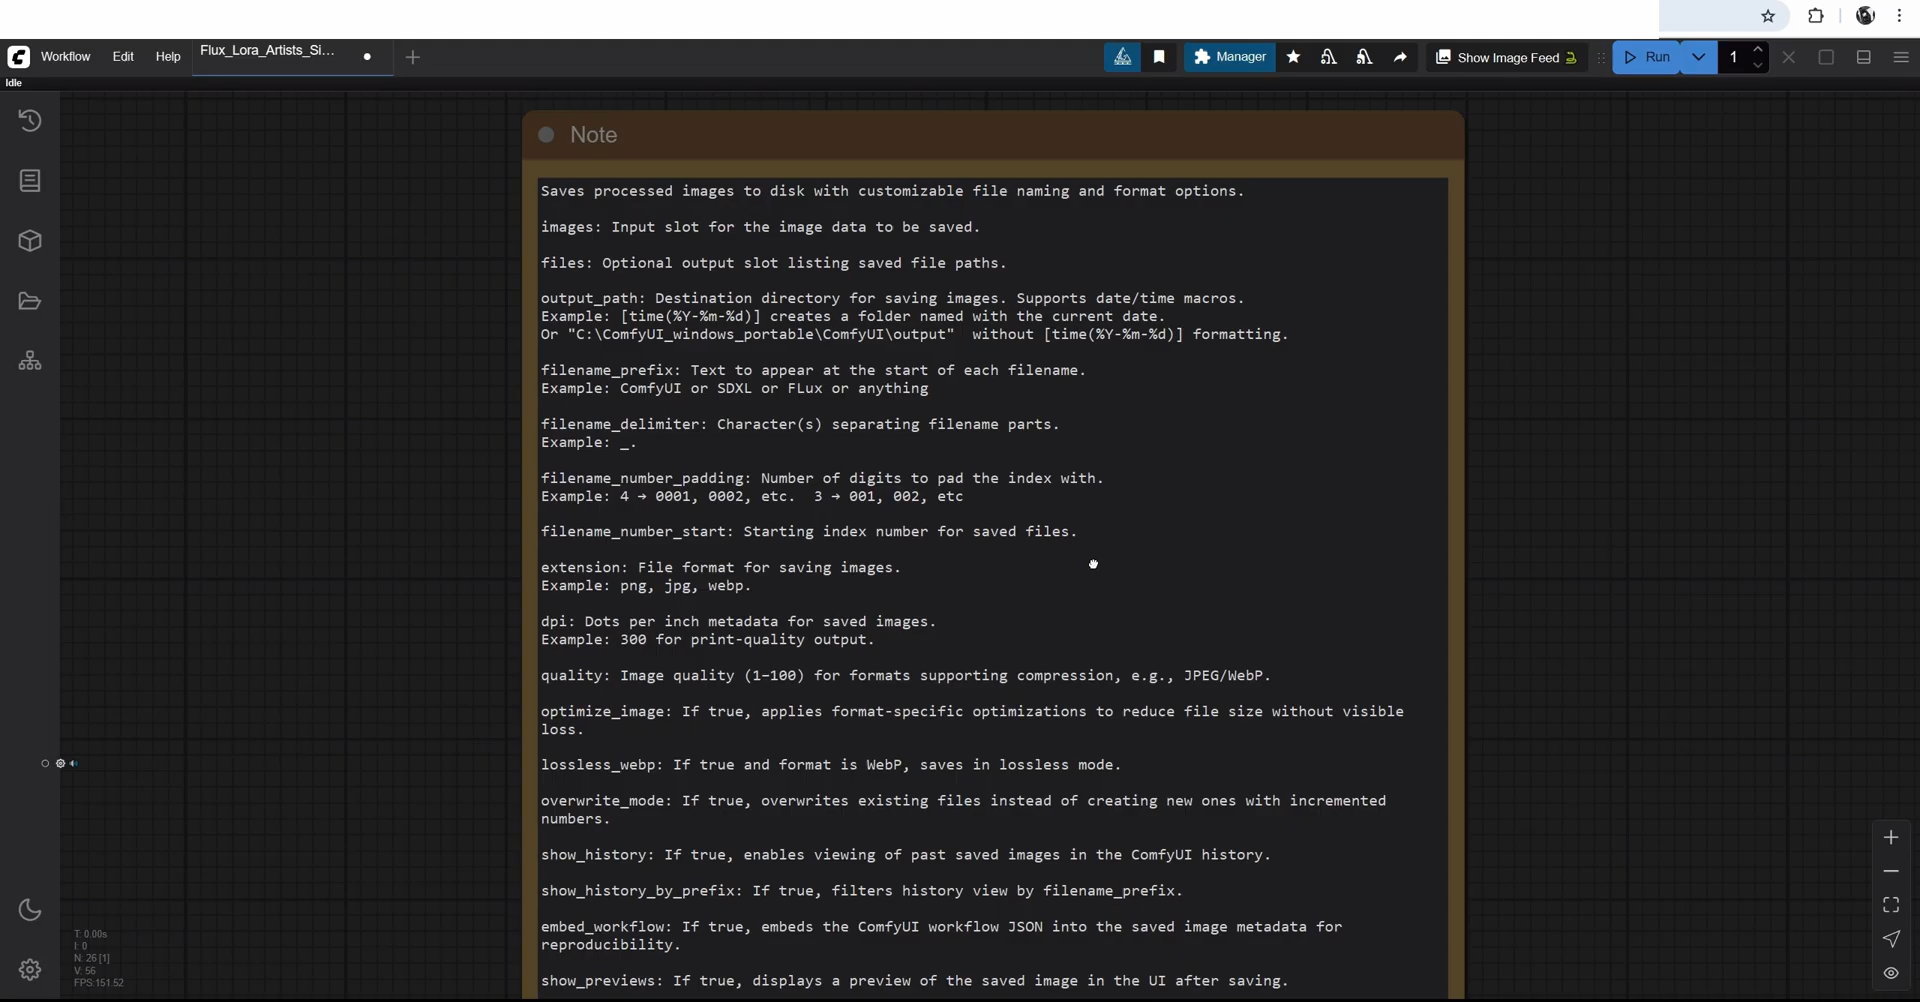 Workflow
Edit
Help
Flux_Lora_Artists_Si...
Manager
Show Image Feed
Run
1
Idle
Note
Saves processed images to disk with customizable file naming and format options.
images: Input slot for the image data to be saved.
files: Optional output slot listing saved file paths.
output_path: Destination directory for saving images. Supports date/time macros.
Example: [time(%Y-%m-%d)] creates a folder named with the current date.
Or "C:\ComfyUI_windows_portable\ComfyUI\output"  without [time(%Y-%m-%d)] formatting.
filename_prefix: Text to appear at the start of each filename.
Example: ComfyUI or SDXL or FLux or anything
filename_delimiter: Character(s) separating filename parts.
Example: _.
filename_number_padding: Number of digits to pad the index with.
Example: 4 → 0001, 0002, etc.  3 → 001, 002, etc
filename_number_start: Starting index number for saved files.
extension: File format for saving images.
Example: png, jpg, webp.
dpi: Dots per inch metadata for saved images.
Example: 300 for print-quality output.
quality: Image quality (1–100) for formats supporting compression, e.g., JPEG/WebP.
optimize_image: If true, applies format-specific optimizations to reduce file size without visible
loss.
lossless_webp: If true and format is WebP, saves in lossless mode.
overwrite_mode: If true, overwrites existing files instead of creating new ones with incremented
numbers.
show_history: If true, enables viewing of past saved images in the ComfyUI history.
show_history_by_prefix: If true, filters history view by filename_prefix.
embed_workflow: If true, embeds the ComfyUI workflow JSON into the saved image metadata for
reproducibility.
show_previews: If true, displays a preview of the saved image in the UI after saving.
T: 0.00s
I: 0
N: 26 [1]
V: 56
FPS:151.52